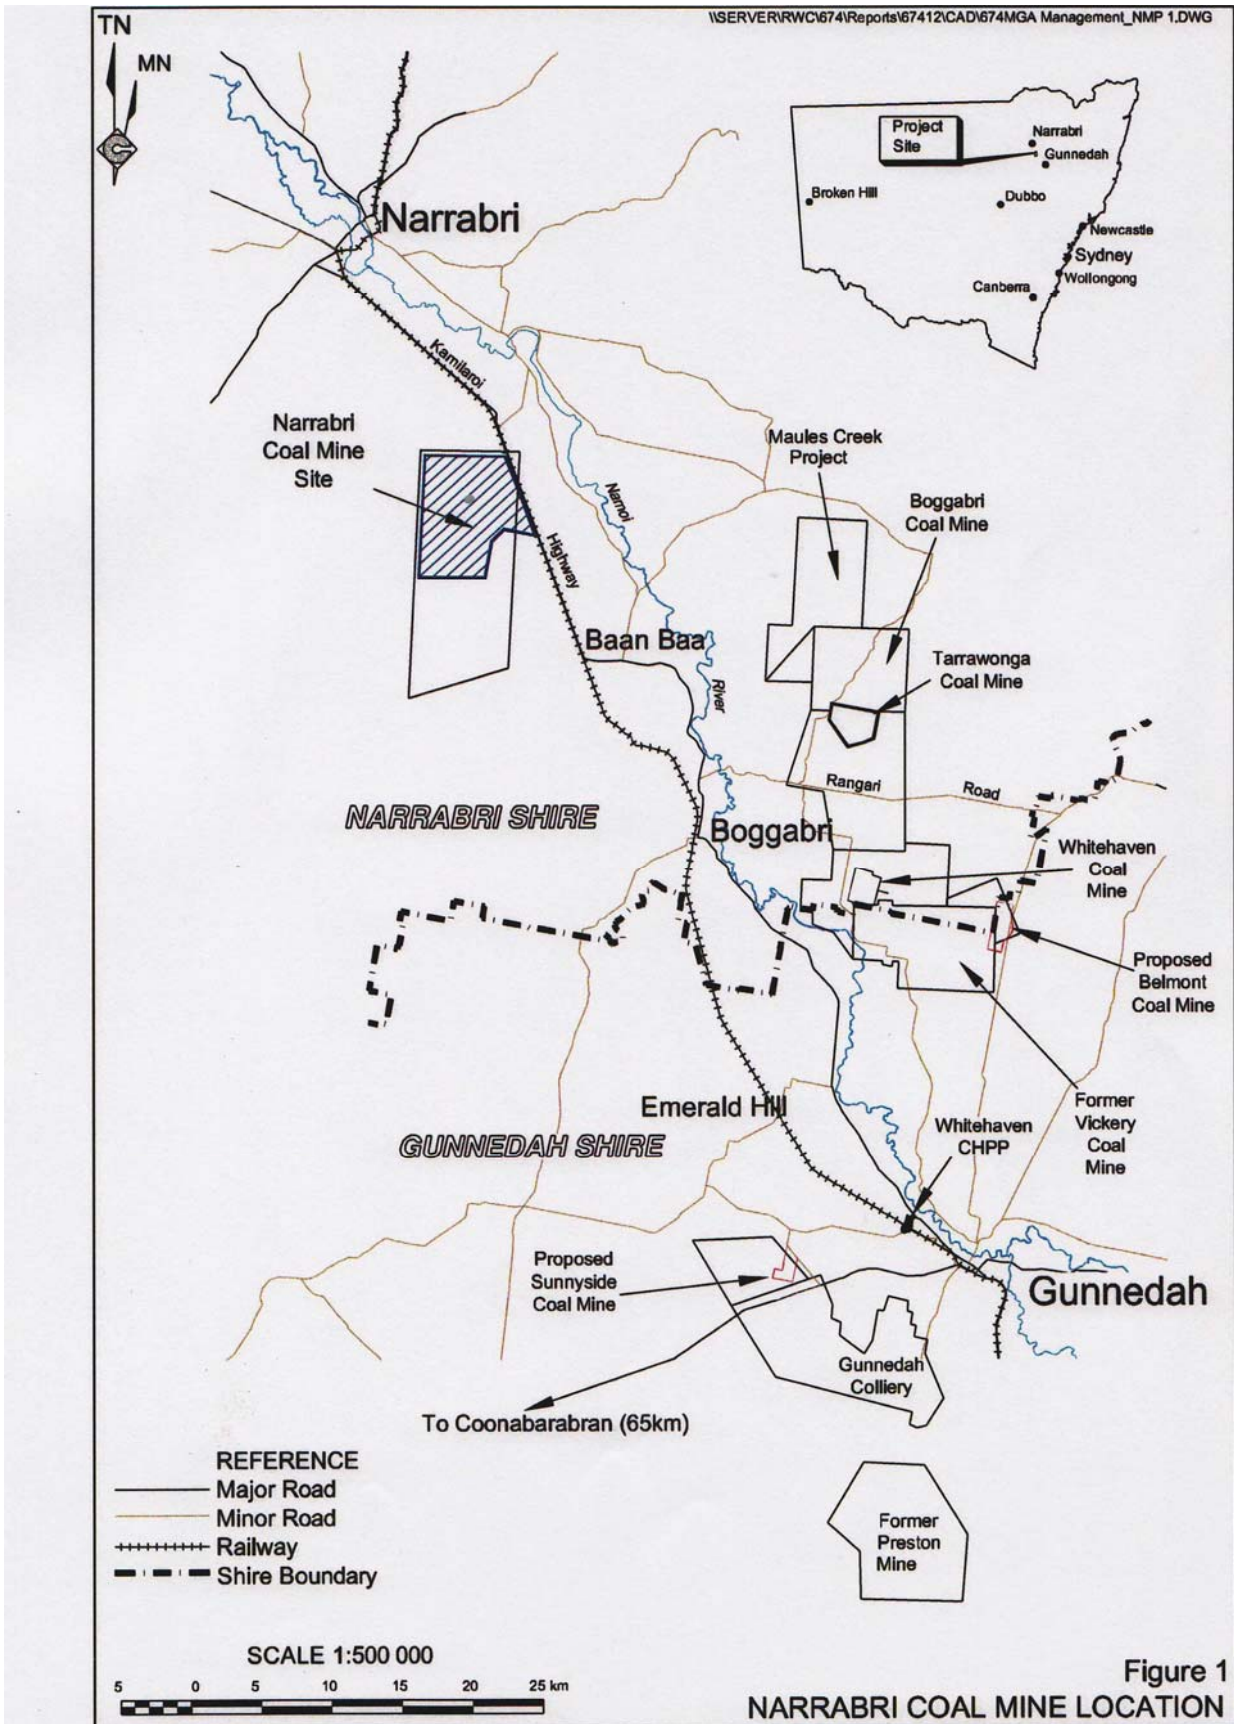 \\SERVER\RWC\674\Reports\67412\CAD\674MGA Management_NMP 1.DWG
TN
MN
Project
Site
Narrabri
Gunnedah
Broken Hill
Dubbo
Newcastle
Sydney
Wollongong
Canberra
Narrabri
Kamilaroi
Narrabri
Coal Mine
Site
Namoi
Highway
Maules Creek
Project
Boggabri
Coal Mine
Baan Baa
River
Tarrawonga
Coal Mine
Rangari
Road
NARRABRI SHIRE
Boggabri
Whitehaven
Coal
Mine
Proposed
Belmont
Coal Mine
Emerald Hill
GUNNEDAH SHIRE
Whitehaven
CHPP
Former
Vickery
Coal
Mine
Proposed
Sunnyside
Coal Mine
Gunnedah
Gunnedah
Colliery
To Coonabarabran (65km)
REFERENCE
Major Road
Minor Road
Railway
Shire Boundary
Former
Preston
Mine
SCALE 1:500 000
5 0 5 10 15 20 25 km
Figure 1
NARRABRI COAL MINE LOCATION